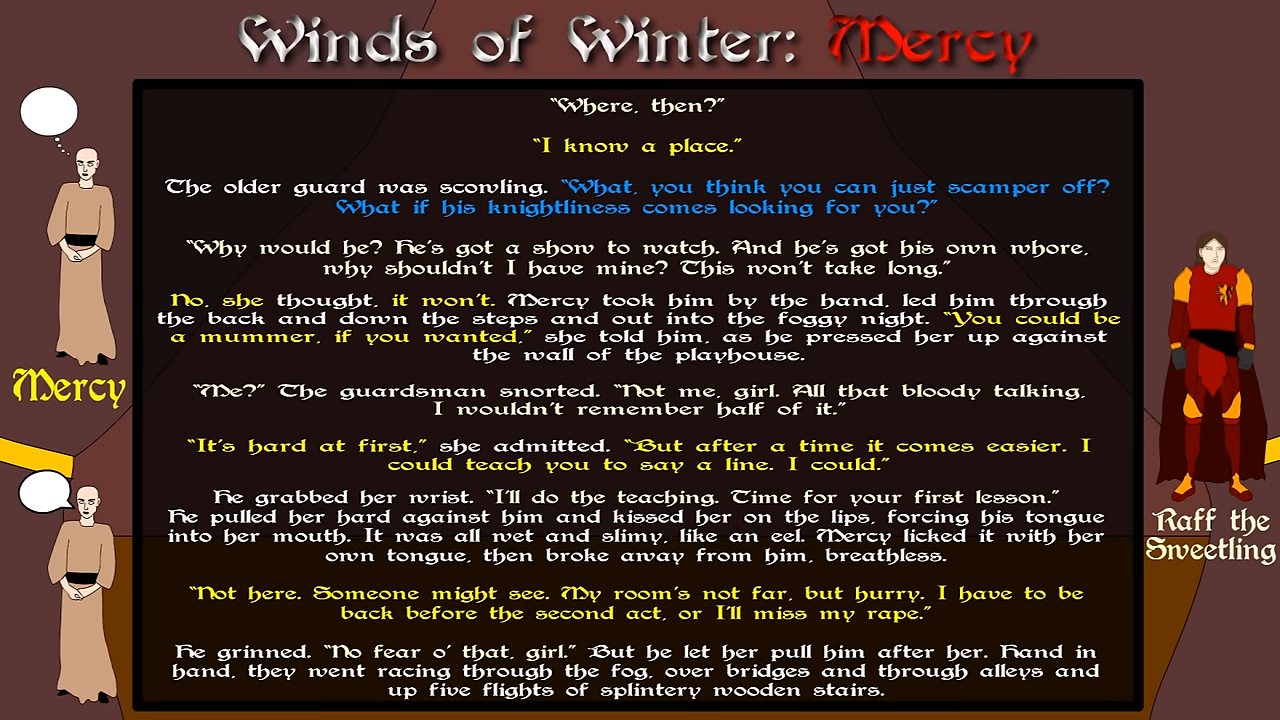 Winds of Winter: Mercy
"Where, then?"
"I know a place."
The older guard was scowling. "What, you think you can just scamper off?
What if his knightliness comes looking for you?"
"Why would he? He's got a show to watch. And he's got his own whore,
why shouldn't I have mine? This won't take long."
No, she thought, it won't. Mercy took him by the hand, led him through
the back and down the steps and out into the foggy night. "You could be
a mummer, if you wanted," she told him, as he pressed her up against
the wall of the playhouse.
"Me?" The guardsman snorted. "Not me, girl. All that bloody talking,
I wouldn't remember half of it."
"It's hard at first," she admitted. "But after a time it comes easier. I
could teach you to say a line. I could."
He grabbed her wrist. "I'll do the teaching. Time for your first lesson."
He pulled her hard against him and kissed her on the lips, forcing his tongue
into her mouth. It was all wet and slimy, like an eel. Mercy licked it with her
own tongue, then broke away from him, breathless.
"Not here. Someone might see. My room's not far, but hurry. I have to be
back before the second act, or I'll miss my rape."
He grinned. "No fear o' that, girl." But he let her pull him after her. Hand in
hand, they went racing through the fog, over bridges and through alleys and
up five flights of splintery wooden stairs.
Mercy
Raff the
Sweetling